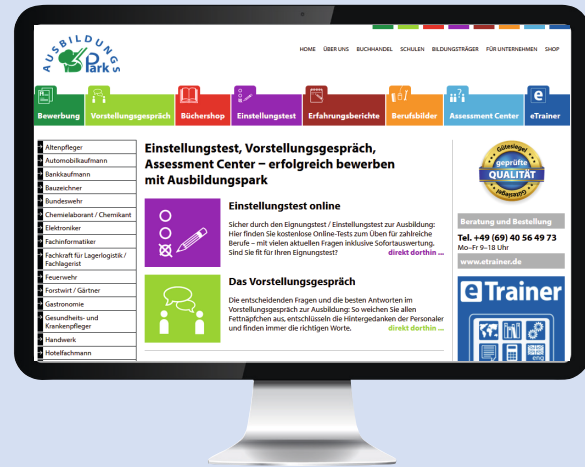 AUSBILDUNGS
Park
HOME ÜBER UNS BUCHHANDEL SCHULEN BILDUNGSTRÄGER FÜR UNTERNEHMEN SHOP
Bewerbung Vorstellungsgespräch Büchershop Einstellungstest Erfahrungsberichte Berufsbilder Assessment Center eTrainer
e
Altenpfleger
Automobilkaufmann
Bankkaufmann
Bauzeichner
Bundeswehr
Chemielaborant / Chemikant
Elektroniker
Fachinformatiker
Fachkraft für Lagerlogistik /
Fachlagerist
Feuerwehr
Forstwirt / Gärtner
Gastronomie
Gesundheits- und
Krankenpfleger
Handwerk
Hotelfachmann
Einstellungstest, Vorstellungsgespräch,
Assessment Center – erfolgreich bewerben
mit Ausbildungspark
Einstellungstest online
Sicher durch den Eignungstest / Einstellungstest zur Ausbildung:
Hier finden Sie kostenlose Online-Tests zum Üben für zahlreiche
Berufe – mit vielen aktuellen Fragen inklusive Sofortauswertung.
Sind Sie fit für Ihren Eignungstest? direkt dorthin ...
Das Vorstellungsgespräch
Die entscheidenden Fragen und die besten Antworten im
Vorstellungsgespräch zur Ausbildung: So weichen Sie allen
Fettnäpfchen aus, entschlüsseln die Hintergedanken der Personaler
und finden immer die richtigen Worte. direkt dorthin ...
Gütesiegel
geprüfte
QUALITÄT
Gütesiegel
Beratung und Bestellung
Tel. +49 (69) 40 56 49 73
Mo–Fr 9–18 Uhr
www.etrainer.de
e Trainer
eng